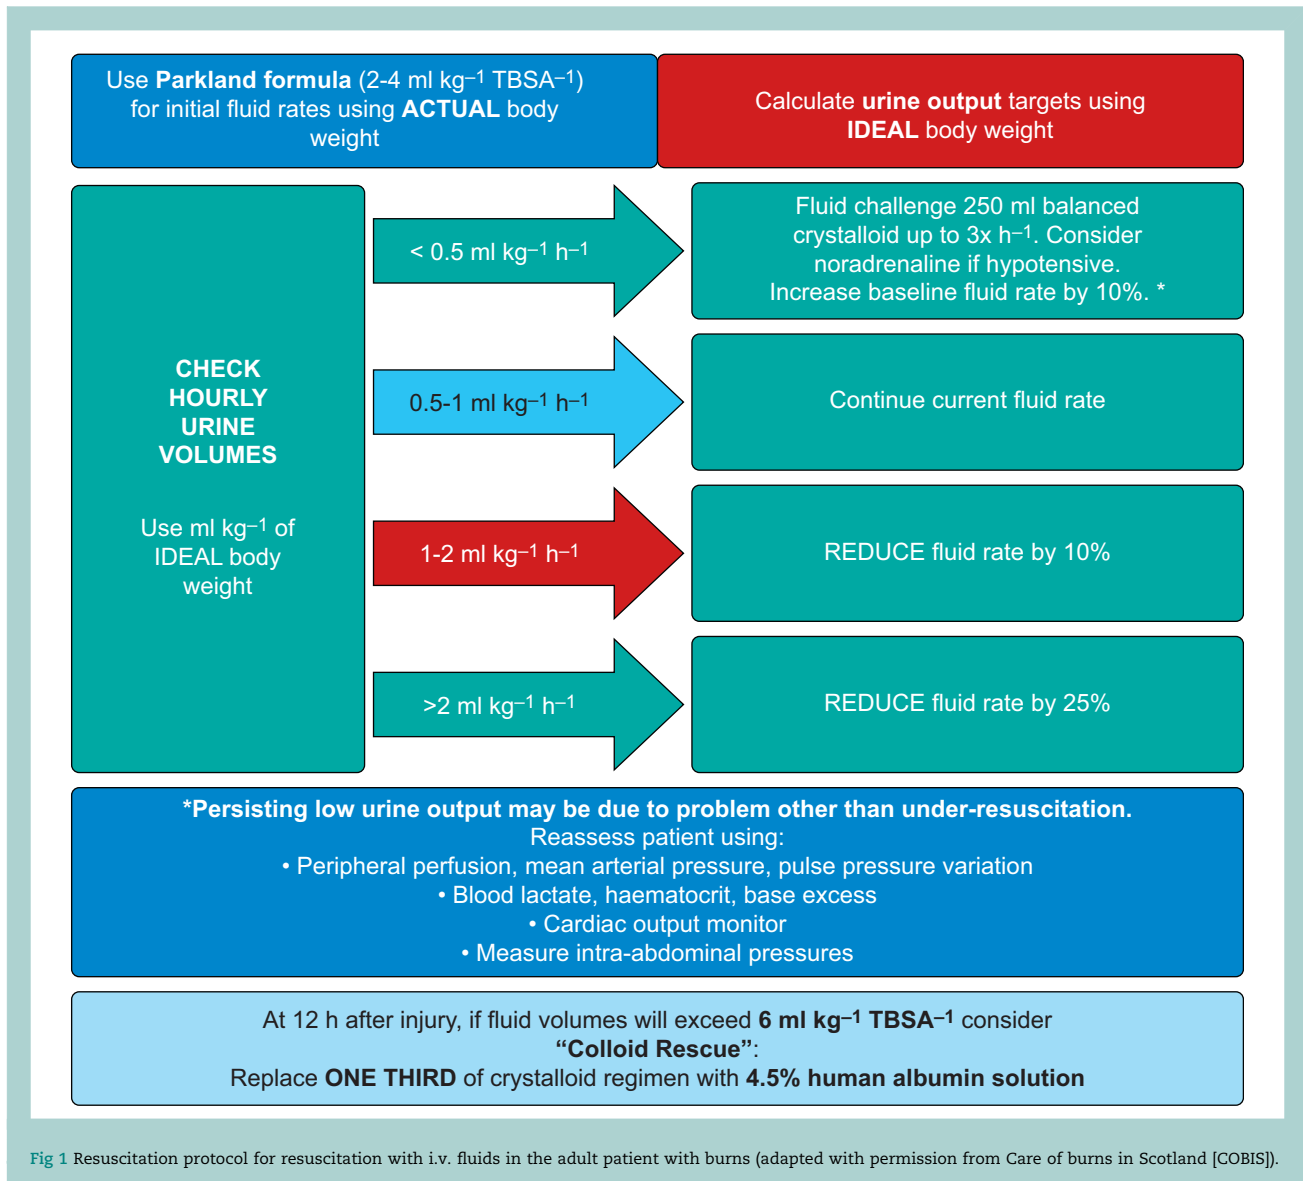 Use Parkland formula (2-4 ml kg⁻¹ TBSA⁻¹)
for initial fluid rates using ACTUAL body
weight
Calculate urine output targets using
IDEAL body weight
CHECK
HOURLY
URINE
VOLUMES
Use ml kg⁻¹ of
IDEAL body
weight
< 0.5 ml kg⁻¹ h⁻¹
Fluid challenge 250 ml balanced
crystalloid up to 3x h⁻¹. Consider
noradrenaline if hypotensive.
Increase baseline fluid rate by 10%. *
0.5-1 ml kg⁻¹ h⁻¹
Continue current fluid rate
1-2 ml kg⁻¹ h⁻¹
REDUCE fluid rate by 10%
>2 ml kg⁻¹ h⁻¹
REDUCE fluid rate by 25%
*Persisting low urine output may be due to problem other than under-resuscitation.
Reassess patient using:
• Peripheral perfusion, mean arterial pressure, pulse pressure variation
• Blood lactate, haematocrit, base excess
• Cardiac output monitor
• Measure intra-abdominal pressures
At 12 h after injury, if fluid volumes will exceed 6 ml kg⁻¹ TBSA⁻¹ consider
“Colloid Rescue”:
Replace ONE THIRD of crystalloid regimen with 4.5% human albumin solution
Fig 1 Resuscitation protocol for resuscitation with i.v. fluids in the adult patient with burns (adapted with permission from Care of burns in Scotland [COBIS]).